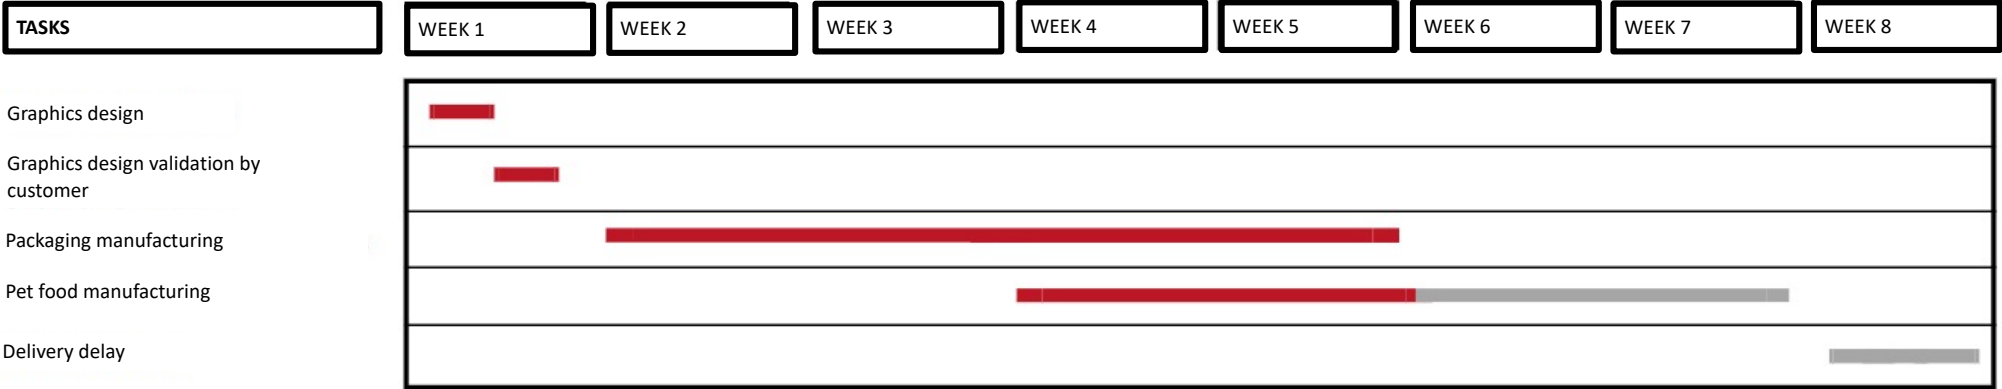 TASKS
WEEK 1
WEEK 2
WEEK 3
WEEK 4
WEEK 5
WEEK 6
WEEK 7
WEEK 8
Graphics design
Graphics design validation by
customer
Packaging manufacturing
Pet food manufacturing
Delivery delay